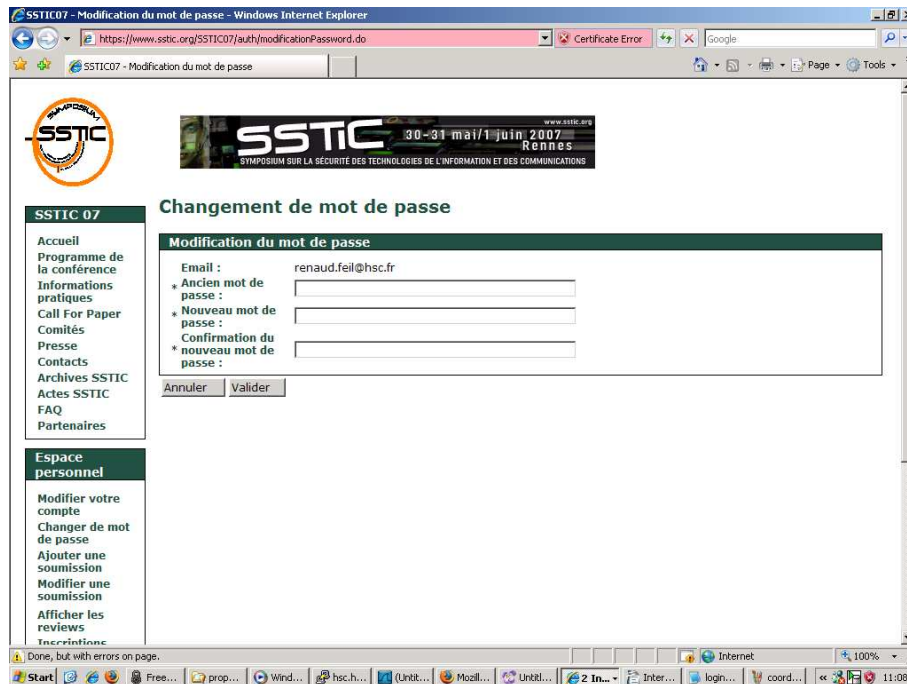 SSTIC07 - Modification du mot de passe - Windows Internet Explorer
https://www.sstic.org/SSTIC07/auth/modificationPassword.do
Certificate Error
Google
SSTIC07 - Modification du mot de passe
Page
Tools
SYMPOSIUM
SSTIC
www.sstic.org
SSTIC
30-31 mai/1 juin 2007
Rennes
SYMPOSIUM SUR LA SÉCURITÉ DES TECHNOLOGIES DE L'INFORMATION ET DES COMMUNICATIONS
Changement de mot de passe
SSTIC 07
Accueil
Programme de
la conférence
Informations
pratiques
Call For Paper
Comités
Presse
Contacts
Archives SSTIC
Actes SSTIC
FAQ
Partenaires
Modification du mot de passe
Email : renaud.feil@hsc.fr
* Ancien mot de
passe :
* Nouveau mot de
passe :
Confirmation du
* nouveau mot de
passe :
Annuler Valider
Espace
personnel
Modifier votre
compte
Changer de mot
de passe
Ajouter une
soumission
Modifier une
soumission
Afficher les
reviews
Inscriptions
Done, but with errors on page.
Internet
100%
Start
Free...
prop...
Wind...
hsc.h...
(Untit...
Mozill...
Untitl...
2 In...
Inter...
login...
coord...
11:08